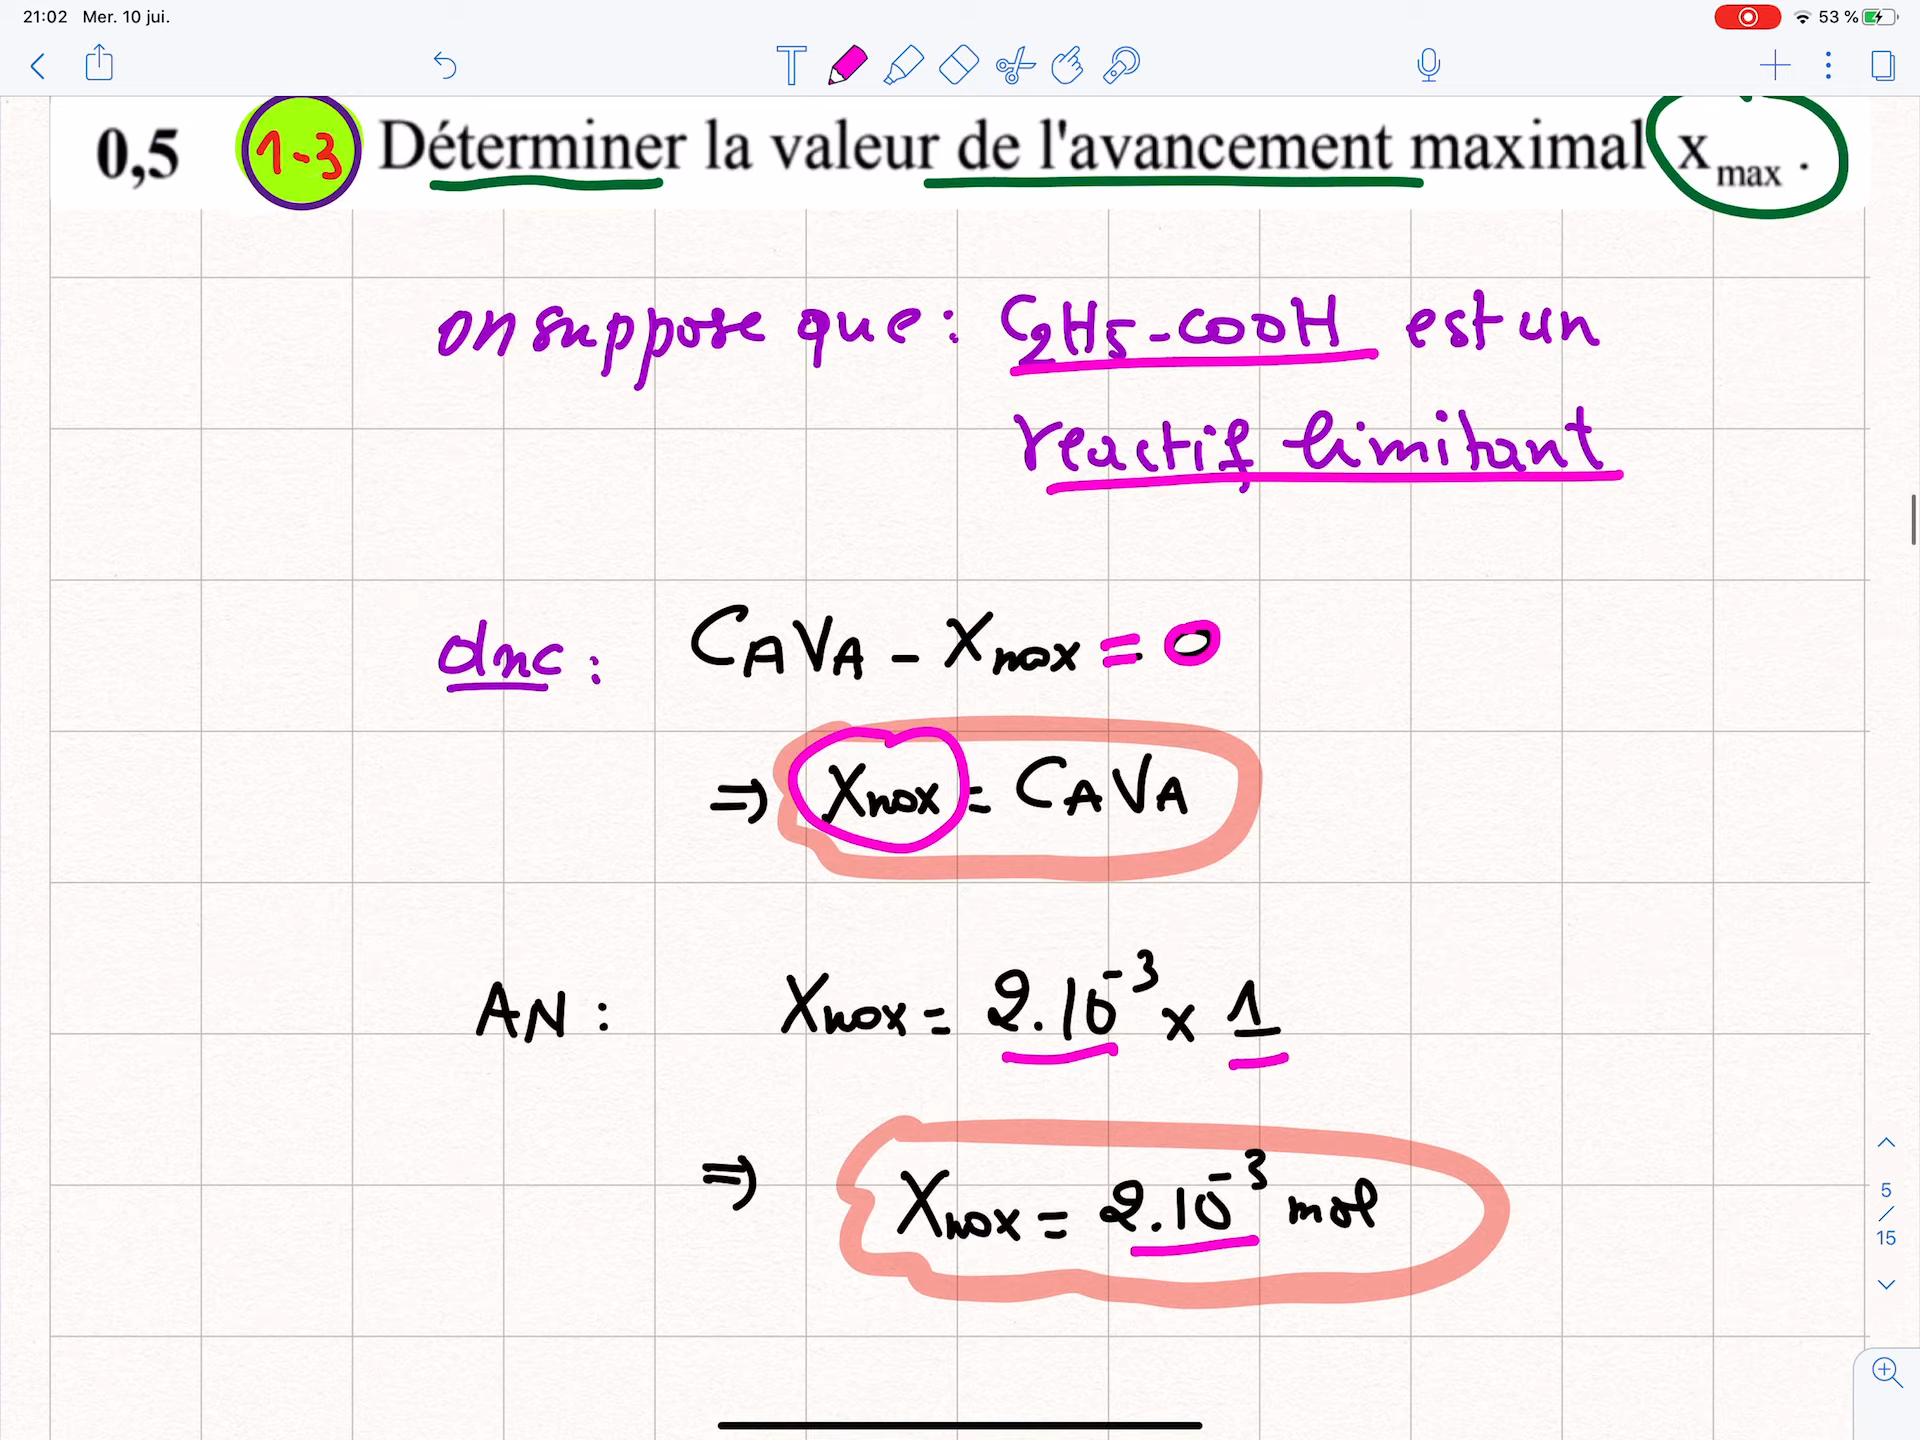 21:02 Mer. 10 jui.
53 %
0,5 1-3 Déterminer la valeur de l'avancement maximal xmax .
on suppose que : C2H5-COOH est un
reactif limitant
dnc : CAVA - Xmax = 0
=> Xmax = CAVA
AN : Xmax = 2.10⁻³ x 1
=> Xmax = 2.10⁻³ mol
5
/
15